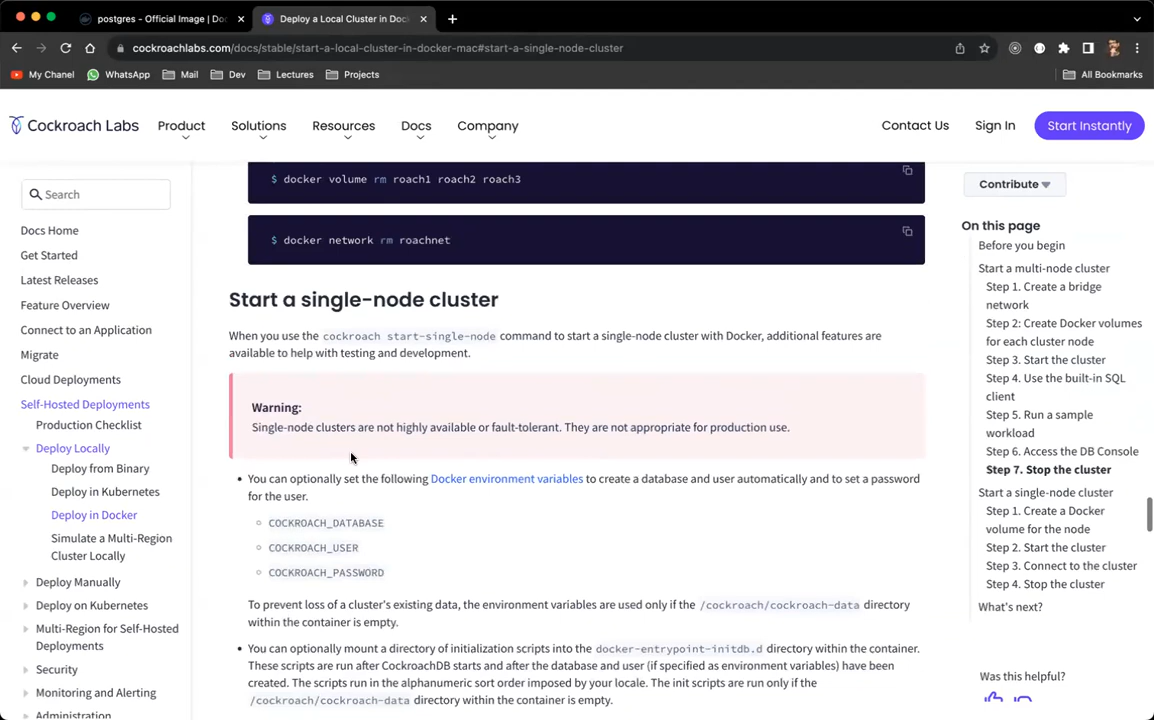 postgres - Official Image | Doc
Deploy a Local Cluster in Dock
cockroachlabs.com/docs/stable/start-a-local-cluster-in-docker-mac#start-a-single-node-cluster
My Chanel
WhatsApp
Mail
Dev
Lectures
Projects
All Bookmarks
Cockroach Labs
Product
Solutions
Resources
Docs
Company
Contact Us
Sign In
Start Instantly
Search
Docs Home
Get Started
Latest Releases
Feature Overview
Connect to an Application
Migrate
Cloud Deployments
Self-Hosted Deployments
Production Checklist
Deploy Locally
Deploy from Binary
Deploy in Kubernetes
Deploy in Docker
Simulate a Multi-Region
Cluster Locally
Deploy Manually
Deploy on Kubernetes
Multi-Region for Self-Hosted
Deployments
Security
Monitoring and Alerting
Administration
$ docker volume rm roach1 roach2 roach3
$ docker network rm roachnet
Start a single-node cluster
When you use the cockroach start-single-node command to start a single-node cluster with Docker, additional features are
available to help with testing and development.
Warning:
Single-node clusters are not highly available or fault-tolerant. They are not appropriate for production use.
• You can optionally set the following Docker environment variables to create a database and user automatically and to set a password
for the user.
COCKROACH_DATABASE
COCKROACH_USER
COCKROACH_PASSWORD
To prevent loss of a cluster's existing data, the environment variables are used only if the /cockroach/cockroach-data directory
within the container is empty.
• You can optionally mount a directory of initialization scripts into the docker-entrypoint-initdb.d directory within the container.
These scripts are run after CockroachDB starts and after the database and user (if specified as environment variables) have been
created. The scripts run in the alphanumeric sort order imposed by your locale. The init scripts are run only if the
/cockroach/cockroach-data directory within the container is empty.
Contribute
On this page
Before you begin
Start a multi-node cluster
Step 1. Create a bridge
network
Step 2: Create Docker volumes
for each cluster node
Step 3. Start the cluster
Step 4. Use the built-in SQL
client
Step 5. Run a sample
workload
Step 6. Access the DB Console
Step 7. Stop the cluster
Start a single-node cluster
Step 1. Create a Docker
volume for the node
Step 2. Start the cluster
Step 3. Connect to the cluster
Step 4. Stop the cluster
What's next?
Was this helpful?